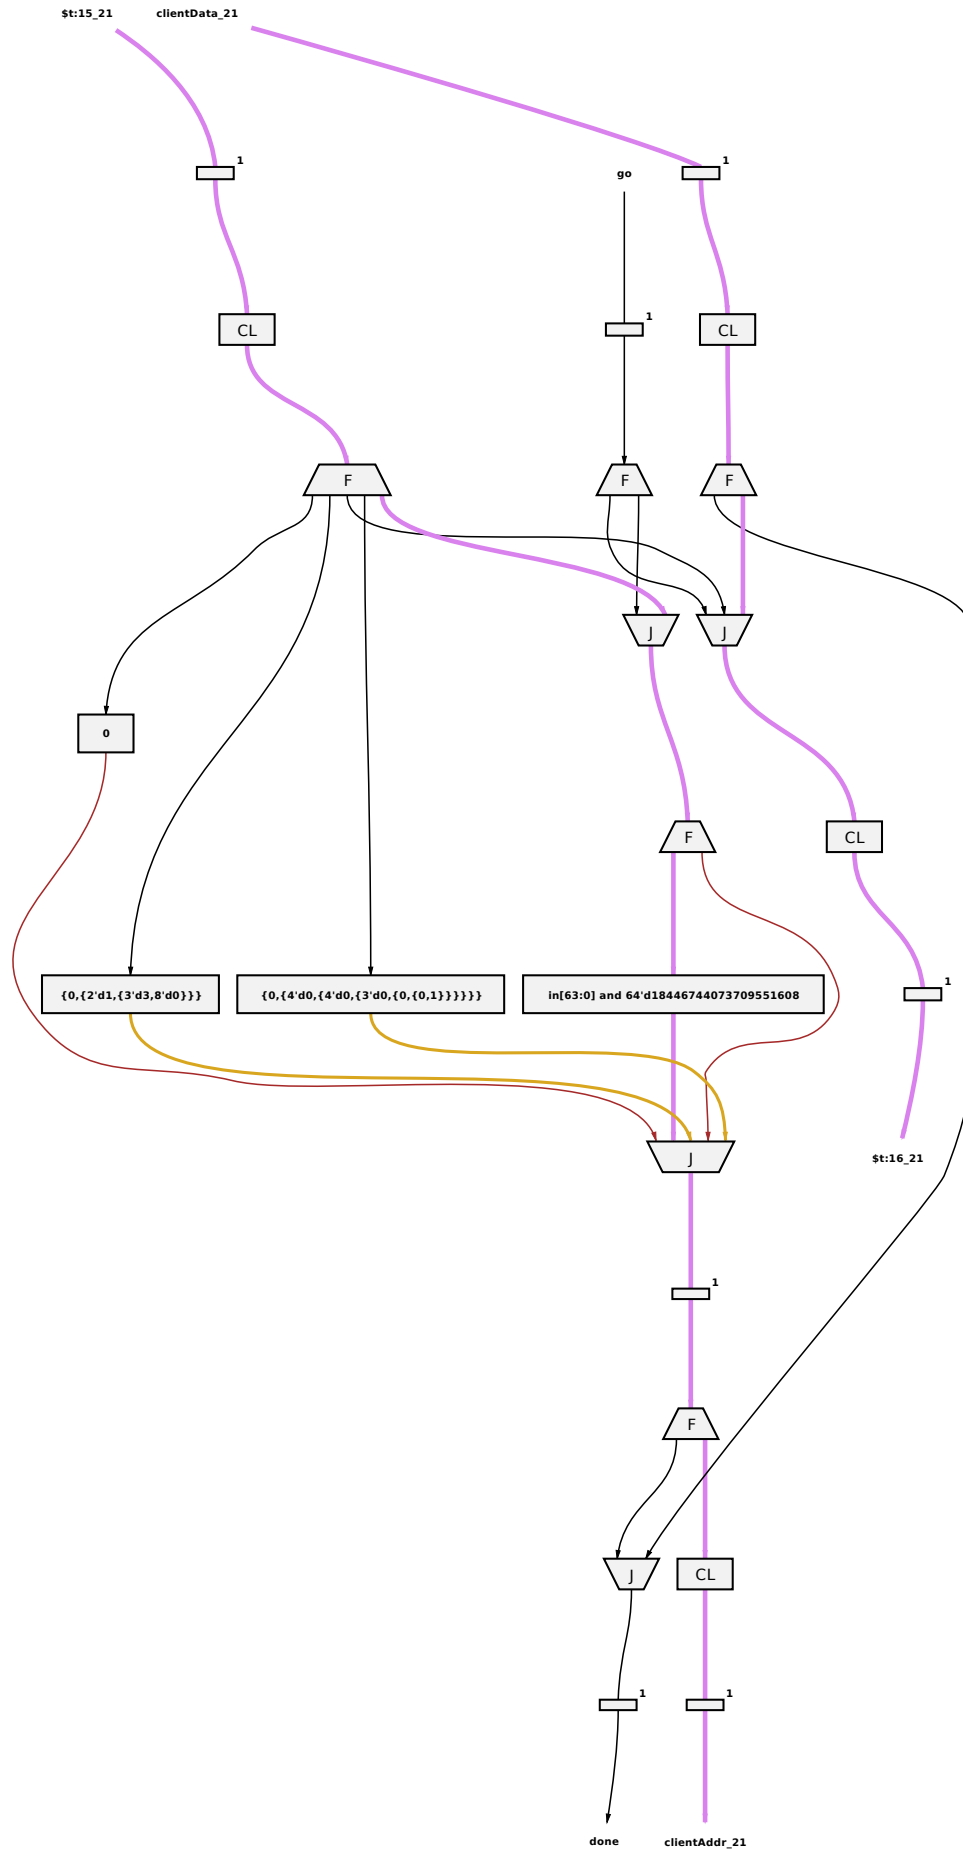 $t:15_21 clientData_21
1
go
1
1
CL
CL
F
F
F
J
J
0
F
CL
{0,{2'd1,{3'd3,8'd0}}}
{0,{4'd0,{4'd0,{3'd0,{0,{0,1}}}}}}
in[63:0] and 64'd18446744073709551608
1
J
$t:16_21
1
F
J
CL
1
1
done
clientAddr_21